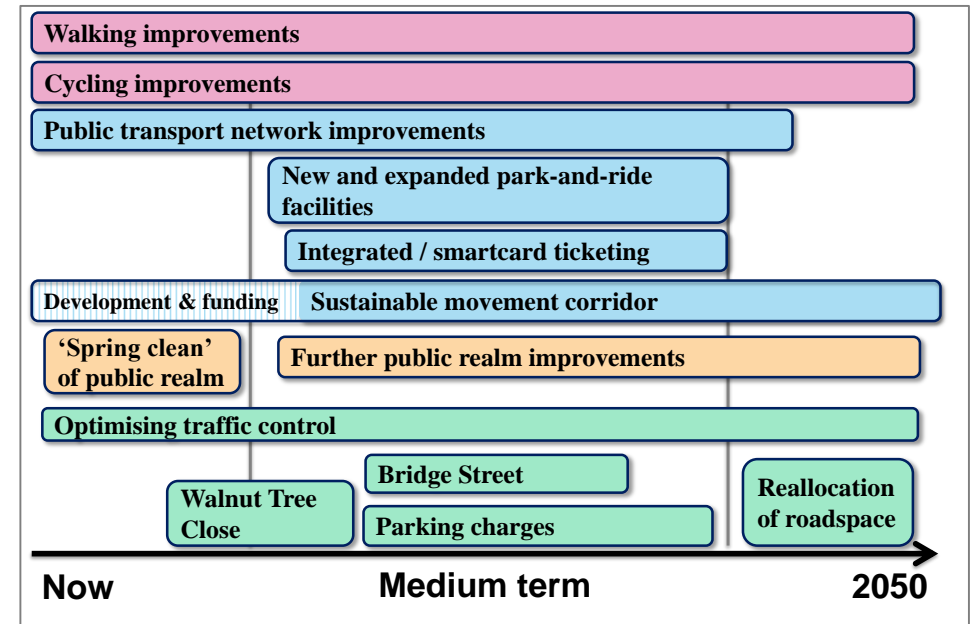 Walking improvements
Cycling improvements
Public transport network improvements
New and expanded park-and-ride
facilities
Integrated / smartcard ticketing
Development & funding Sustainable movement corridor
‘Spring clean’
of public realm
Further public realm improvements
Optimising traffic control
Walnut Tree
Close
Bridge Street
Parking charges
Reallocation
of roadspace
Now Medium term 2050